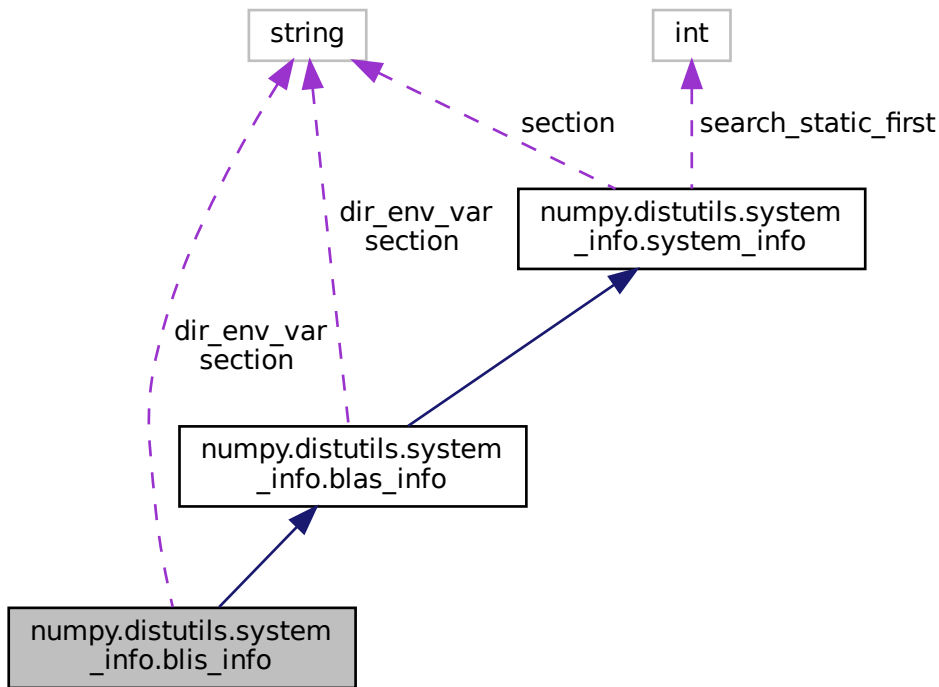 string
int
section
search_static_first
dir_env_var
section
numpy.distutils.system
_info.system_info
dir_env_var
section
numpy.distutils.system
_info.blas_info
numpy.distutils.system
_info.blis_info